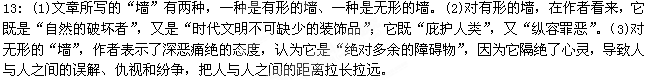 13: (1)文章所写的“墙”有两种，一种是有形的墙、一种是无形的墙。(2)对有形的墙，在作者看来，它
既是“自然的破坏者”，又是“时代文明不可缺少的装饰品”；它既“庇护人类”，又“纵容罪恶”。(3)对
无形的“墙”，作者表示了深恶痛绝的态度，认为它是“绝对多余的障碍物”，因为它隔绝了心灵，导致人
与人之间的误解、仇视和纷争，把人与人之间的距离拉长拉远。